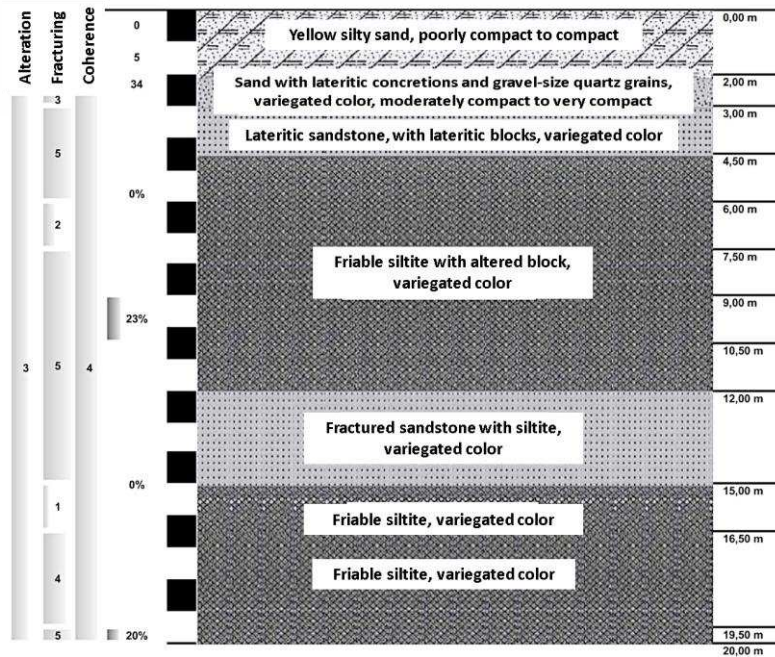 Alteration
Fracturing
Coherence
3
5
2
3
5
4
1
4
5
0
5
34
0%
23%
0%
20%
Yellow silty sand, poorly compact to compact
Sand with lateritic concretions and gravel-size quartz grains,
variegated color, moderately compact to very compact
Lateritic sandstone, with lateritic blocks, variegated color
Friable siltite with altered block,
variegated color
Fractured sandstone with siltite,
variegated color
Friable siltite, variegated color
Friable siltite, variegated color
0,00 m
2,00 m
3,00 m
4,50 m
6,00 m
7,50 m
9,00 m
10,50 m
12,00 m
15,00 m
16,50 m
19,50 m
20,00 m